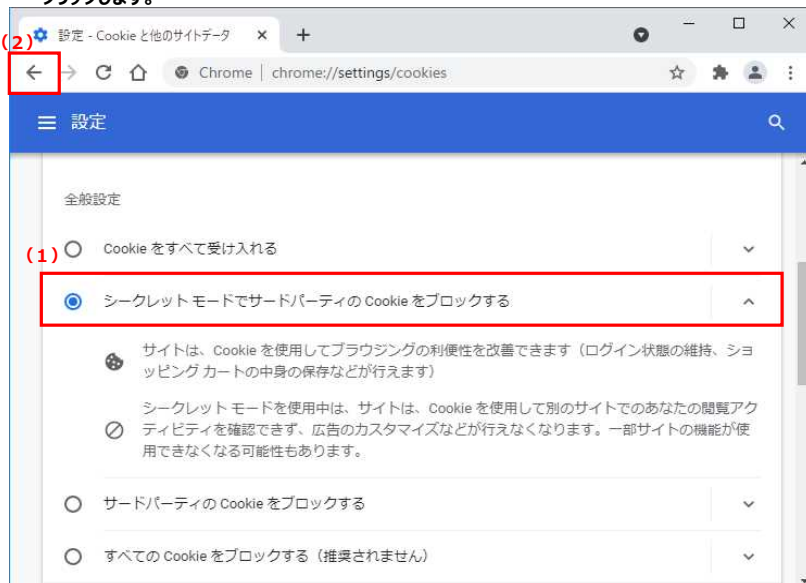 クリックします。
(2)
設定 - Cookie と他のサイトデータ
Chrome | chrome://settings/cookies
設定
全般設定
(1)
Cookie をすべて受け入れる
シークレット モードでサードパーティの Cookie をブロックする
サイトは、Cookie を使用してブラウジングの利便性を改善できます（ログイン状態の維持、ショ
ッピング カートの中身の保存などが行えます）
シークレット モードを使用中は、サイトは、Cookie を使用して別のサイトでのあなたの閲覧アク
ティビティを確認できず、広告のカスタマイズなどが行えなくなります。一部サイトの機能が使
用できなくなる可能性もあります。
サードパーティの Cookie をブロックする
すべての Cookie をブロックする（推奨されません）